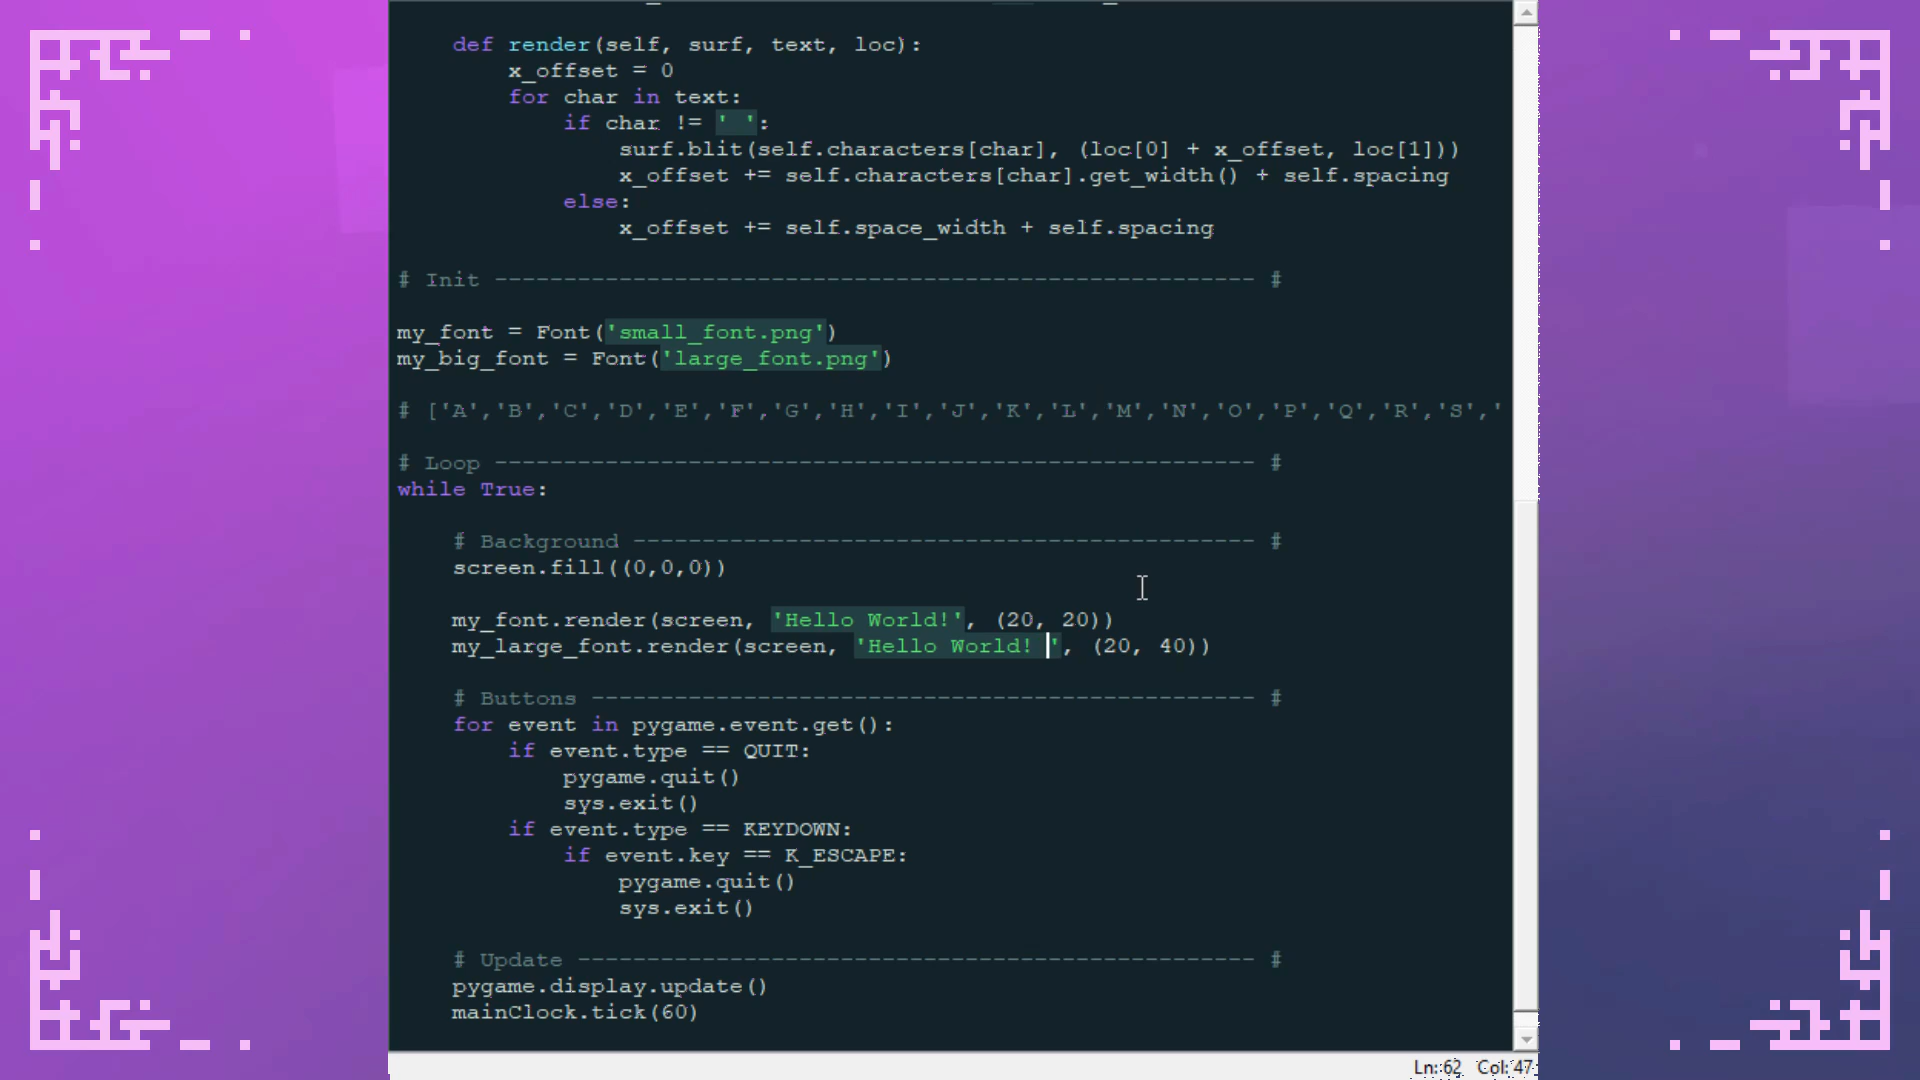 def render(self, surf, text, loc):
x_offset = 0
for char in text:
if char != ' ':
surf.blit(self.characters[char], (loc[0] + x_offset, loc[1]))
x_offset += self.characters[char].get_width() + self.spacing
else:
x_offset += self.space_width + self.spacing
# Init ------------------------------------------------------- #
my_font = Font('small_font.png')
my_big_font = Font('large_font.png')
# ['A','B','C','D','E','F','G','H','I','J','K','L','M','N','O','P','Q','R','S','
# Loop ------------------------------------------------------- #
while True:
# Background --------------------------------------------- #
screen.fill((0,0,0))
my_font.render(screen, 'Hello World!', (20, 20))
my_large_font.render(screen, 'Hello World! ', (20, 40))
# Buttons ------------------------------------------------ #
for event in pygame.event.get():
if event.type == QUIT:
pygame.quit()
sys.exit()
if event.type == KEYDOWN:
if event.key == K_ESCAPE:
pygame.quit()
sys.exit()
# Update ------------------------------------------------- #
pygame.display.update()
mainClock.tick(60)
Ln: 62 Col: 47